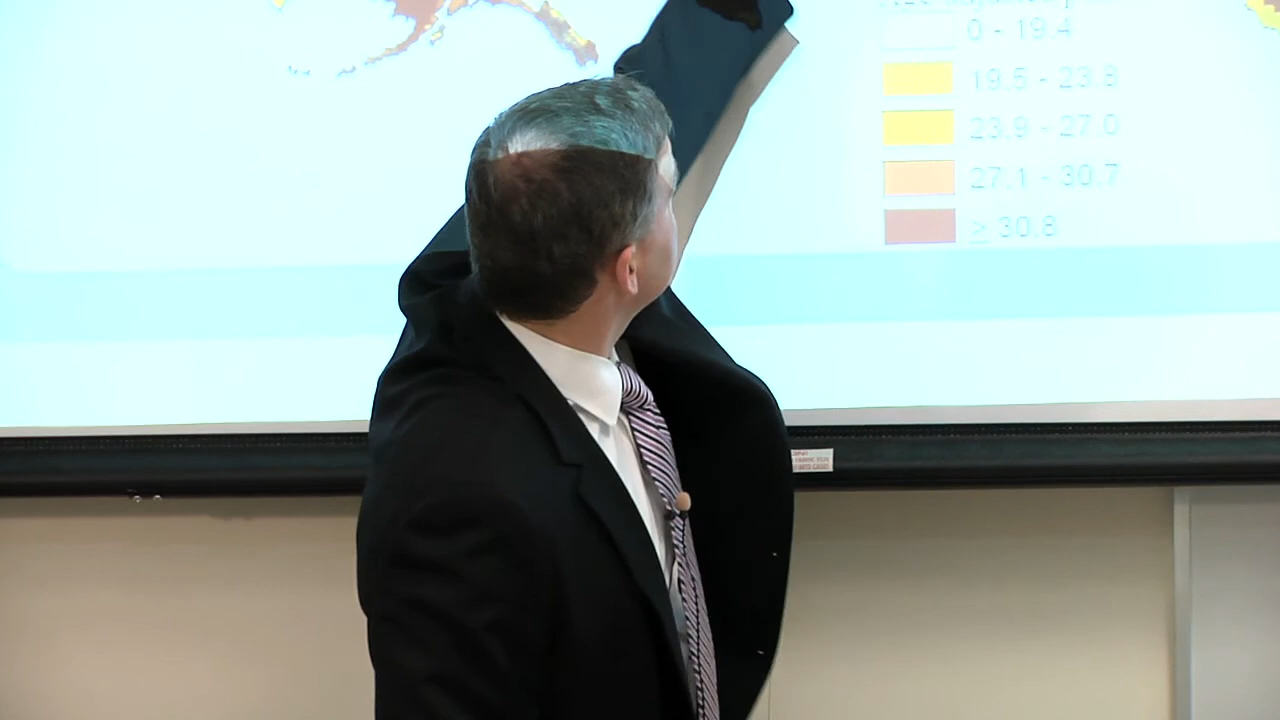 0 - 19.4
19.5 - 23.8
23.9 - 27.0
27.1 - 30.7
≥ 30.8